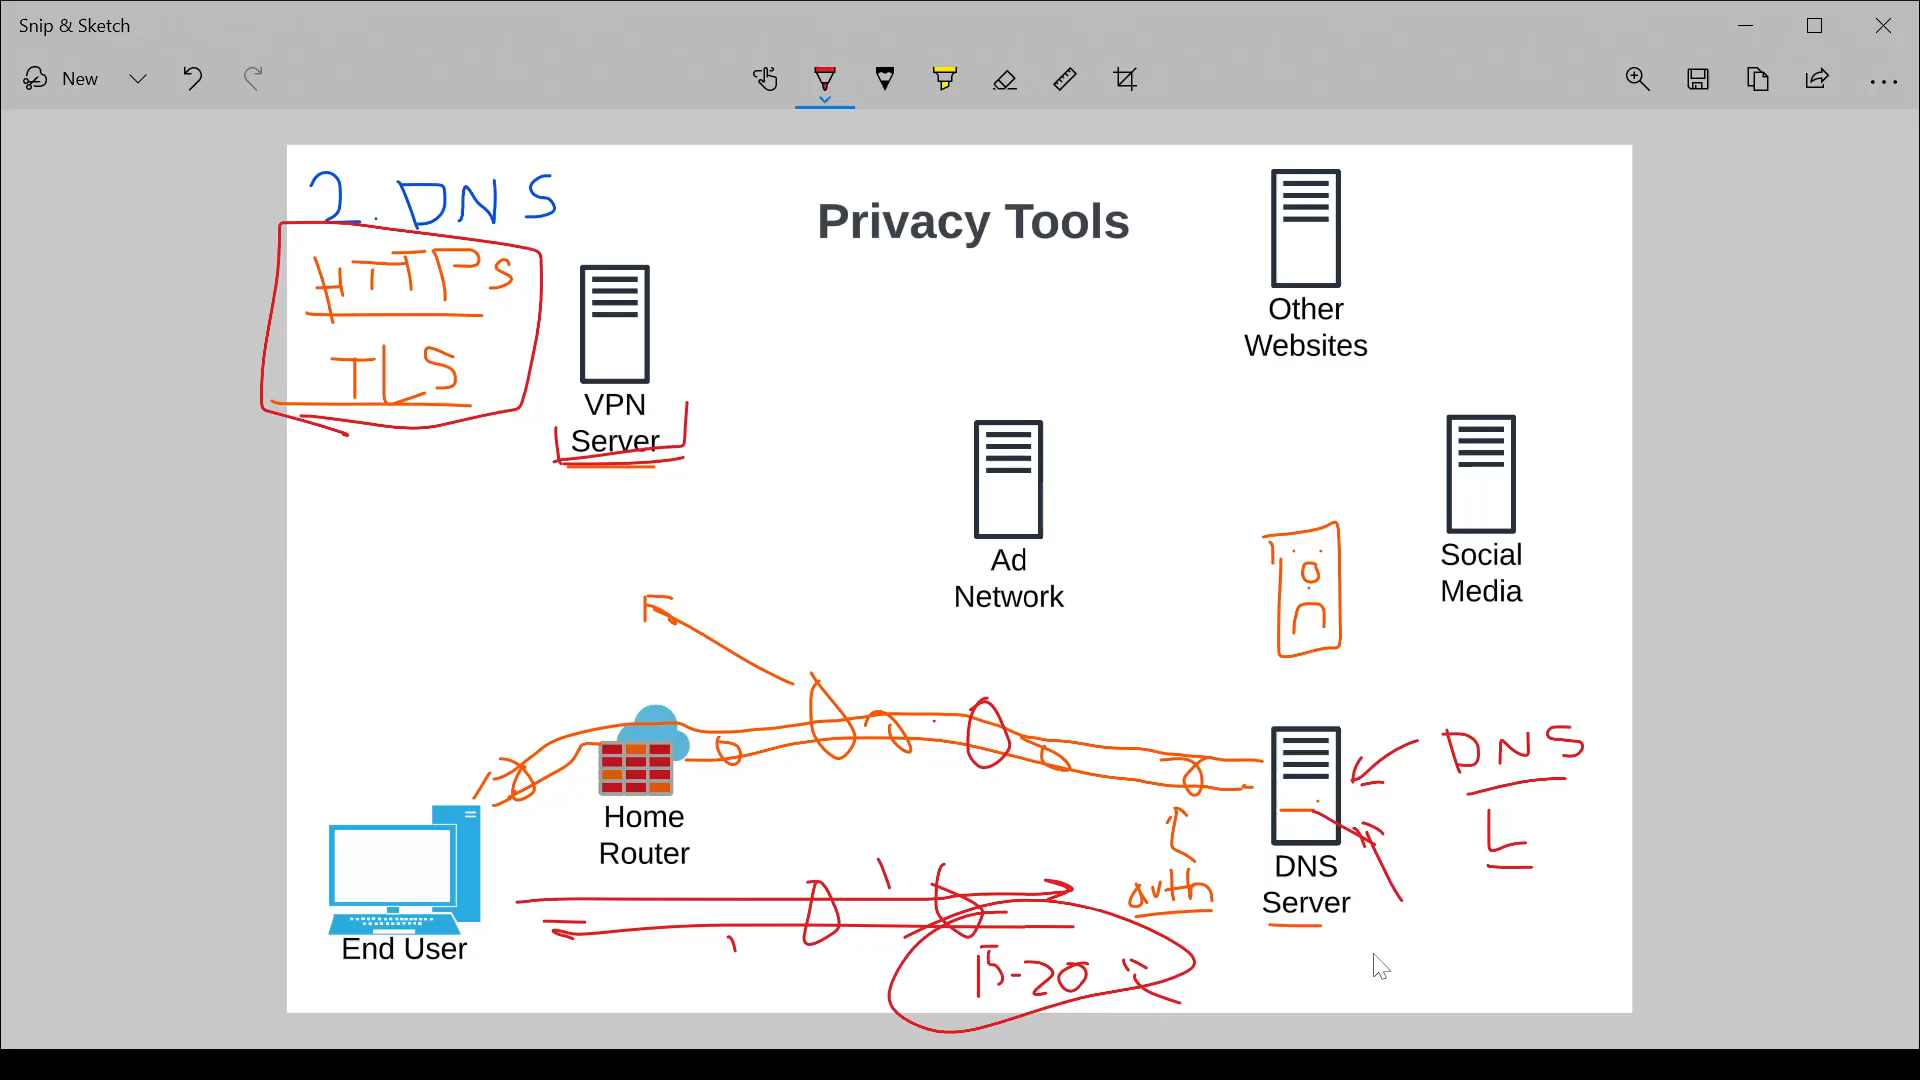 Snip & Sketch
New
2. DNS
Privacy Tools
HTTPS
TLS
VPN
Server
Other
Websites
Ad
Network
Social
Media
Home
Router
DNS
L
DNS
Server
auth
End User
15-20